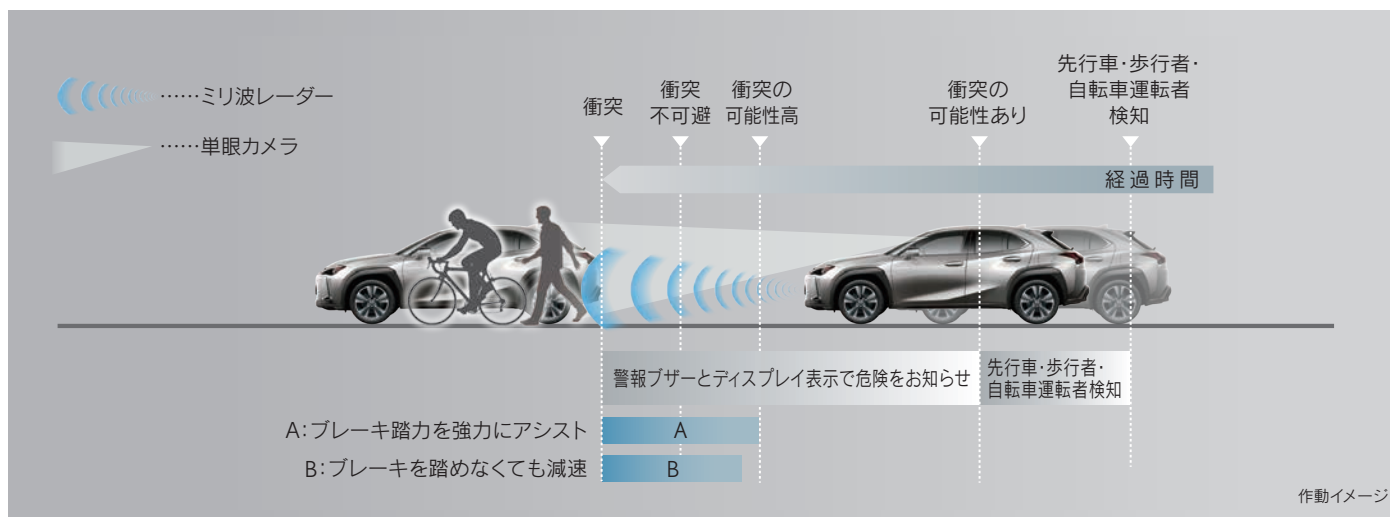 ……ミリ波レーダー
……単眼カメラ
衝突
衝突
不可避
衝突の
可能性高
衝突の
可能性あり
先行車・歩行者・
自転車運転者
検知
経過時間
警報ブザーとディスプレイ表示で危険をお知らせ
先行車・歩行者・
自転車運転者検知
A:ブレーキ踏力を強力にアシスト
A
B:ブレーキを踏めなくても減速
B
作動イメージ